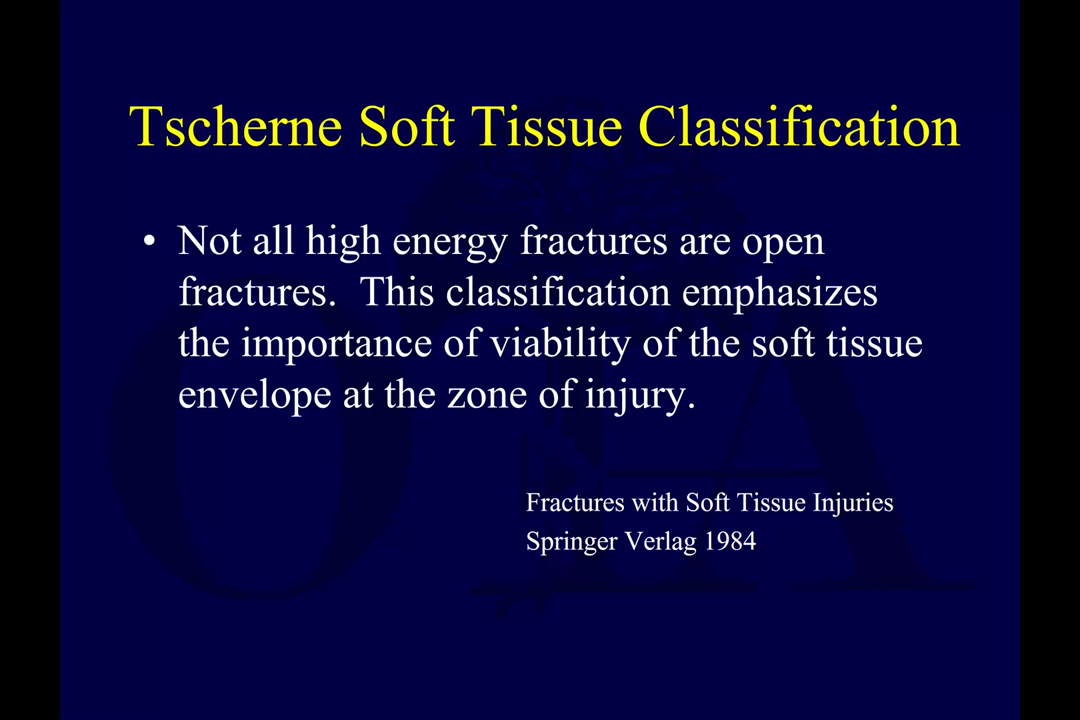 Tscherne Soft Tissue Classification
• Not all high energy fractures are open
fractures.  This classification emphasizes
the importance of viability of the soft tissue
envelope at the zone of injury.
Fractures with Soft Tissue Injuries
Springer Verlag 1984
OTA